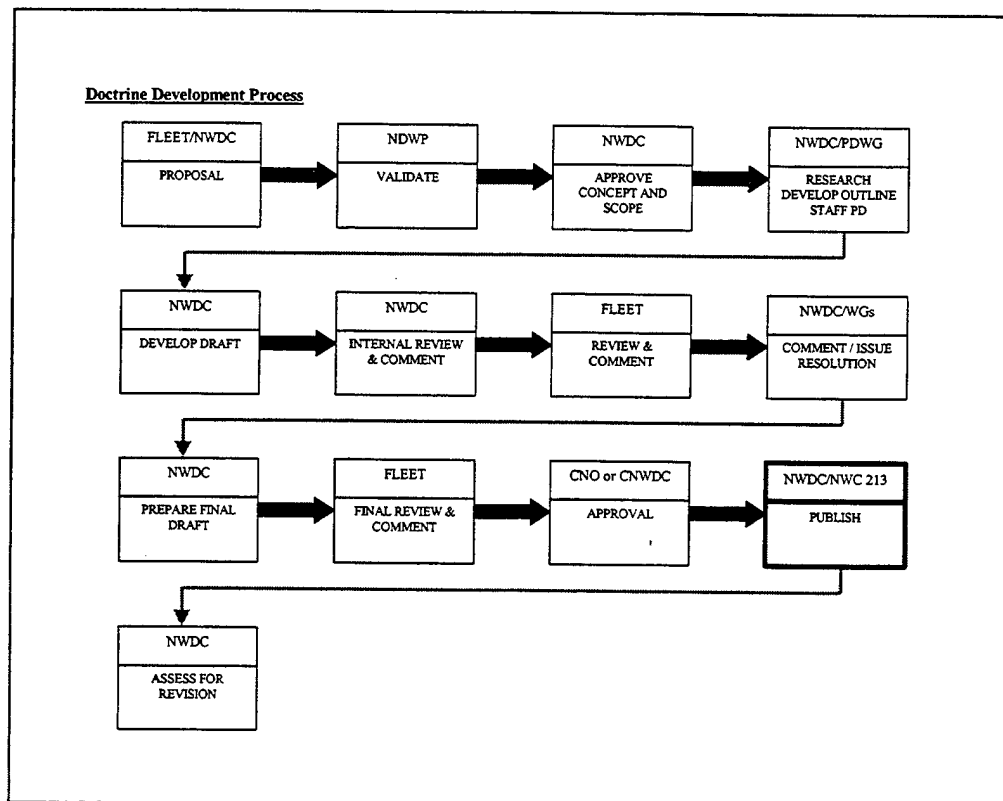 Doctrine Development Process
FLEET/NWDC
PROPOSAL
NDWP
VALIDATE
NWDC
APPROVE
CONCEPT AND
SCOPE
NWDC/PDWG
RESEARCH
DEVELOP OUTLINE
STAFF PD
NWDC
DEVELOP DRAFT
NWDC
INTERNAL REVIEW
& COMMENT
FLEET
REVIEW &
COMMENT
NWDC/WGs
COMMENT / ISSUE
RESOLUTION
NWDC
PREPARE FINAL
DRAFT
FLEET
FINAL REVIEW &
COMMENT
CNO or CNWDC
APPROVAL
NWDC/NWC 213
PUBLISH
NWDC
ASSESS FOR
REVISION